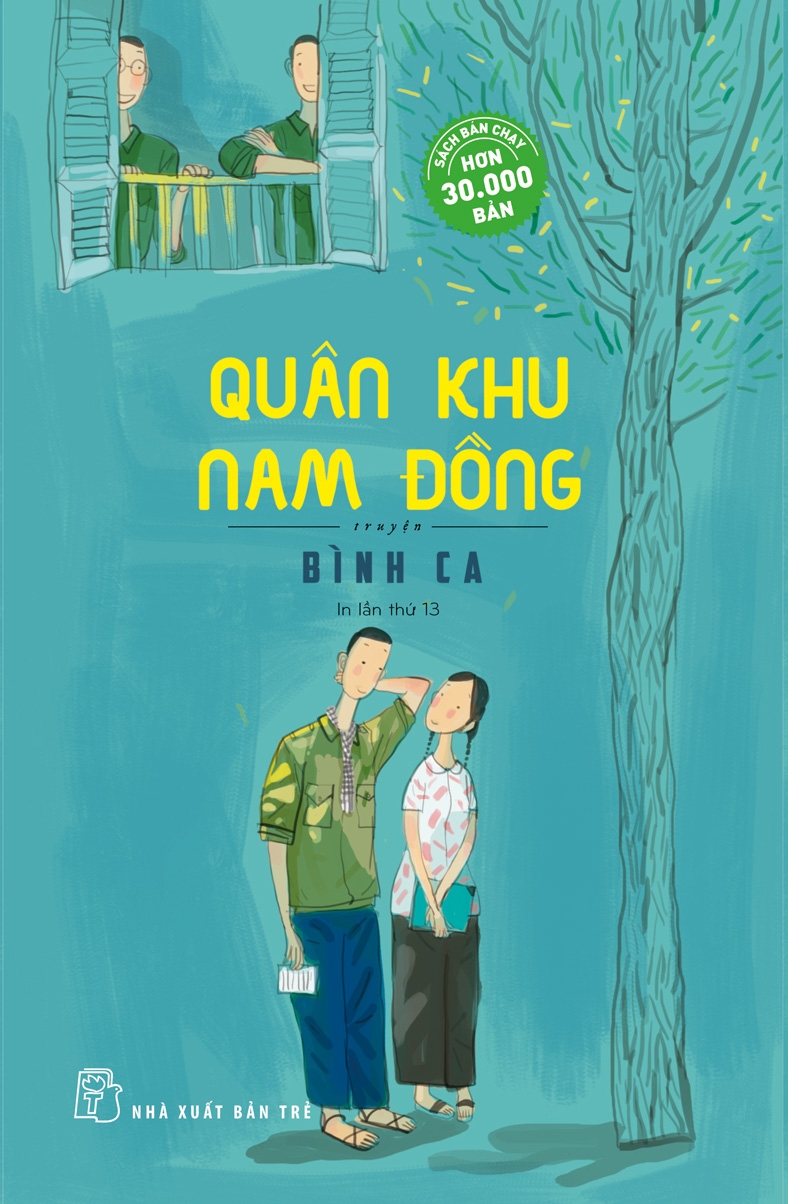 SÁCH BÁN CHẠY
HƠN
30.000
BẢN
QUÂN KHU
NAM ĐỒNG
truyện
BÌNH CA
In lần thứ 13
T
NHÀ XUẤT BẢN TRẺ